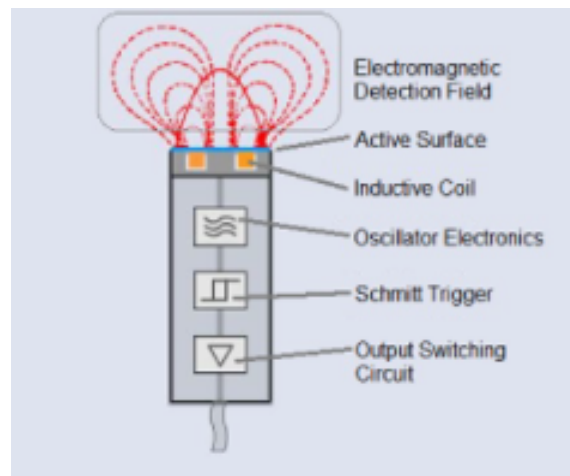 Electromagnetic
Detection Field
Active Surface
Inductive Coil
Oscillator Electronics
Schmitt Trigger
Output Switching
Circuit